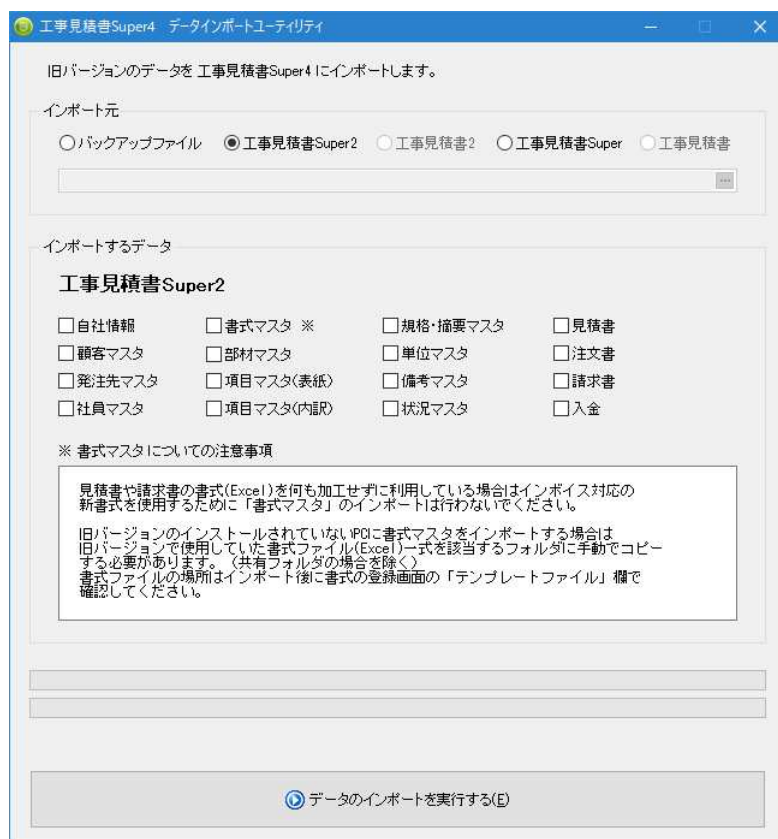 工事見積書Super4 データインポートユーティリティ
旧バージョンのデータを 工事見積書Super4 にインポートします。
インポート元
バックアップファイル 工事見積書Super2 工事見積書2 工事見積書Super 工事見積書
...
インポートするデータ
工事見積書Super2
自社情報 書式マスタ ※ 規格・摘要マスタ 見積書
顧客マスタ 部材マスタ 単位マスタ 注文書
発注先マスタ 項目マスタ(表紙) 備考マスタ 請求書
社員マスタ 項目マスタ(内訳) 状況マスタ 入金
※ 書式マスタについての注意事項
見積書や請求書の書式(Excel)を何も加工せずに利用している場合はインボイス対応の
新書式を使用するために「書式マスタ」のインポートは行わないでください。
旧バージョンのインストールされていないPCに書式マスタをインポートする場合は
旧バージョンで使用していた書式ファイル(Excel)一式を該当するフォルダに手動でコピー
する必要があります。（共有フォルダの場合を除く）
書式ファイルの場所はインポート後に書式の登録画面の「テンプレートファイル」欄で
確認してください。
データのインポートを実行する(E)